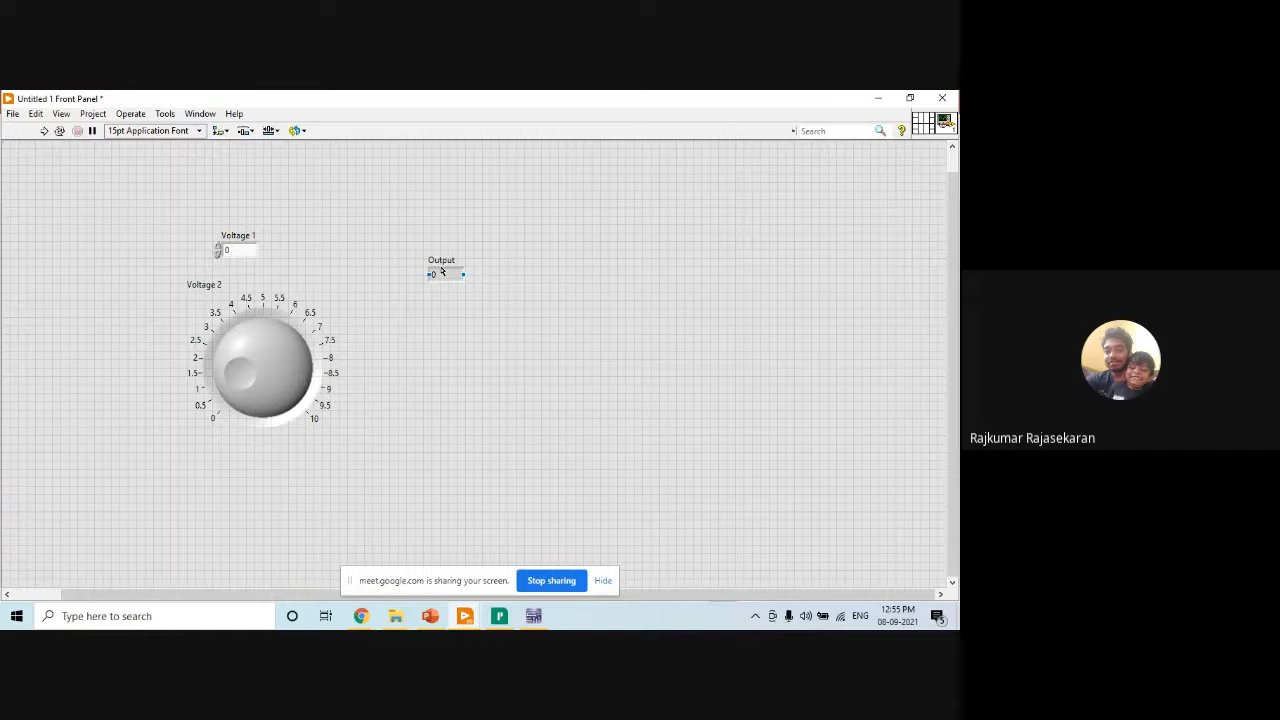 Untitled 1 Front Panel *
File Edit View Project Operate Tools Window Help
15pt Application Font
Search
Voltage 1
0
Output
0
Voltage 2
0
0.5
1
1.5
2
2.5
3
3.5
4
4.5
5
5.5
6
6.5
7
7.5
8
8.5
9
9.5
10
Rajkumar Rajasekaran
meet.google.com is sharing your screen.
Stop sharing
Hide
Type here to search
ENG
12:55 PM
08-09-2021
5